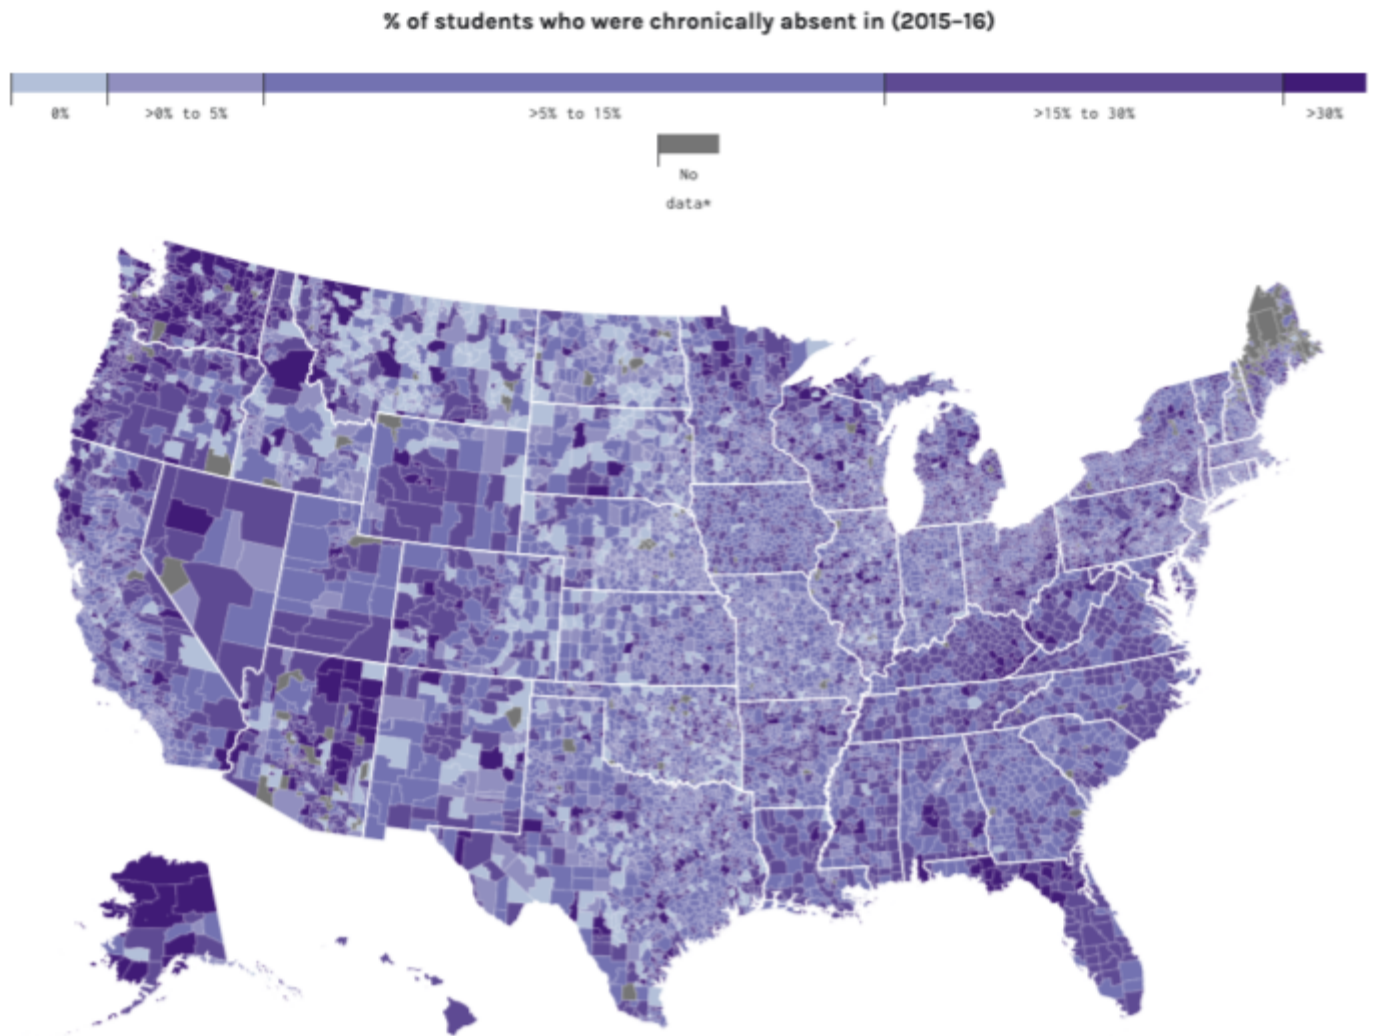 % of students who were chronically absent in (2015–16)
0% >0% to 5% >5% to 15% >15% to 30% >30%
No
data*